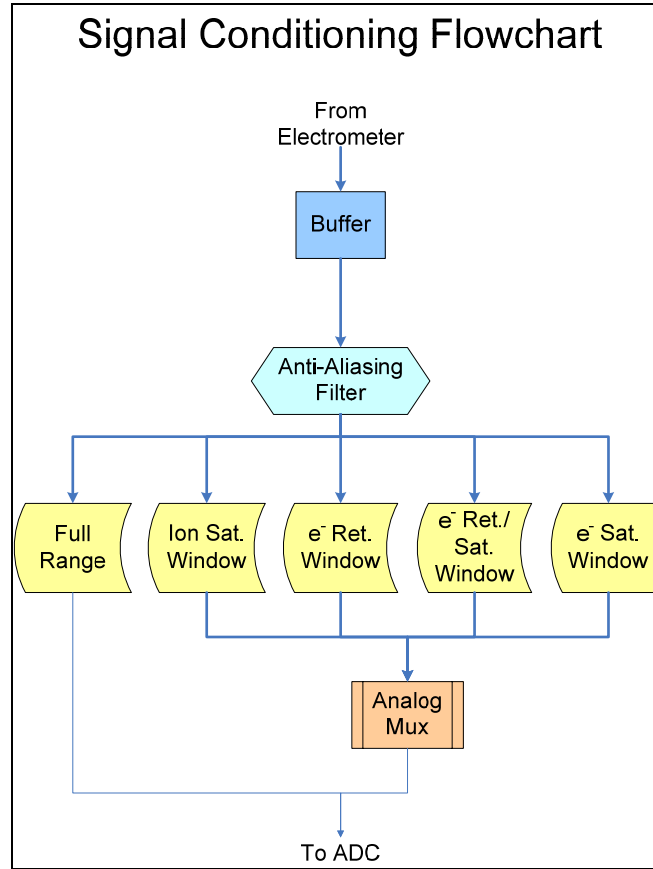 Signal Conditioning Flowchart
From
Electrometer
Buffer
Anti-Aliasing
Filter
Full
Range
Ion Sat.
Window
e⁻ Ret.
Window
e⁻ Ret./
Sat.
Window
e⁻ Sat.
Window
Analog
Mux
To ADC